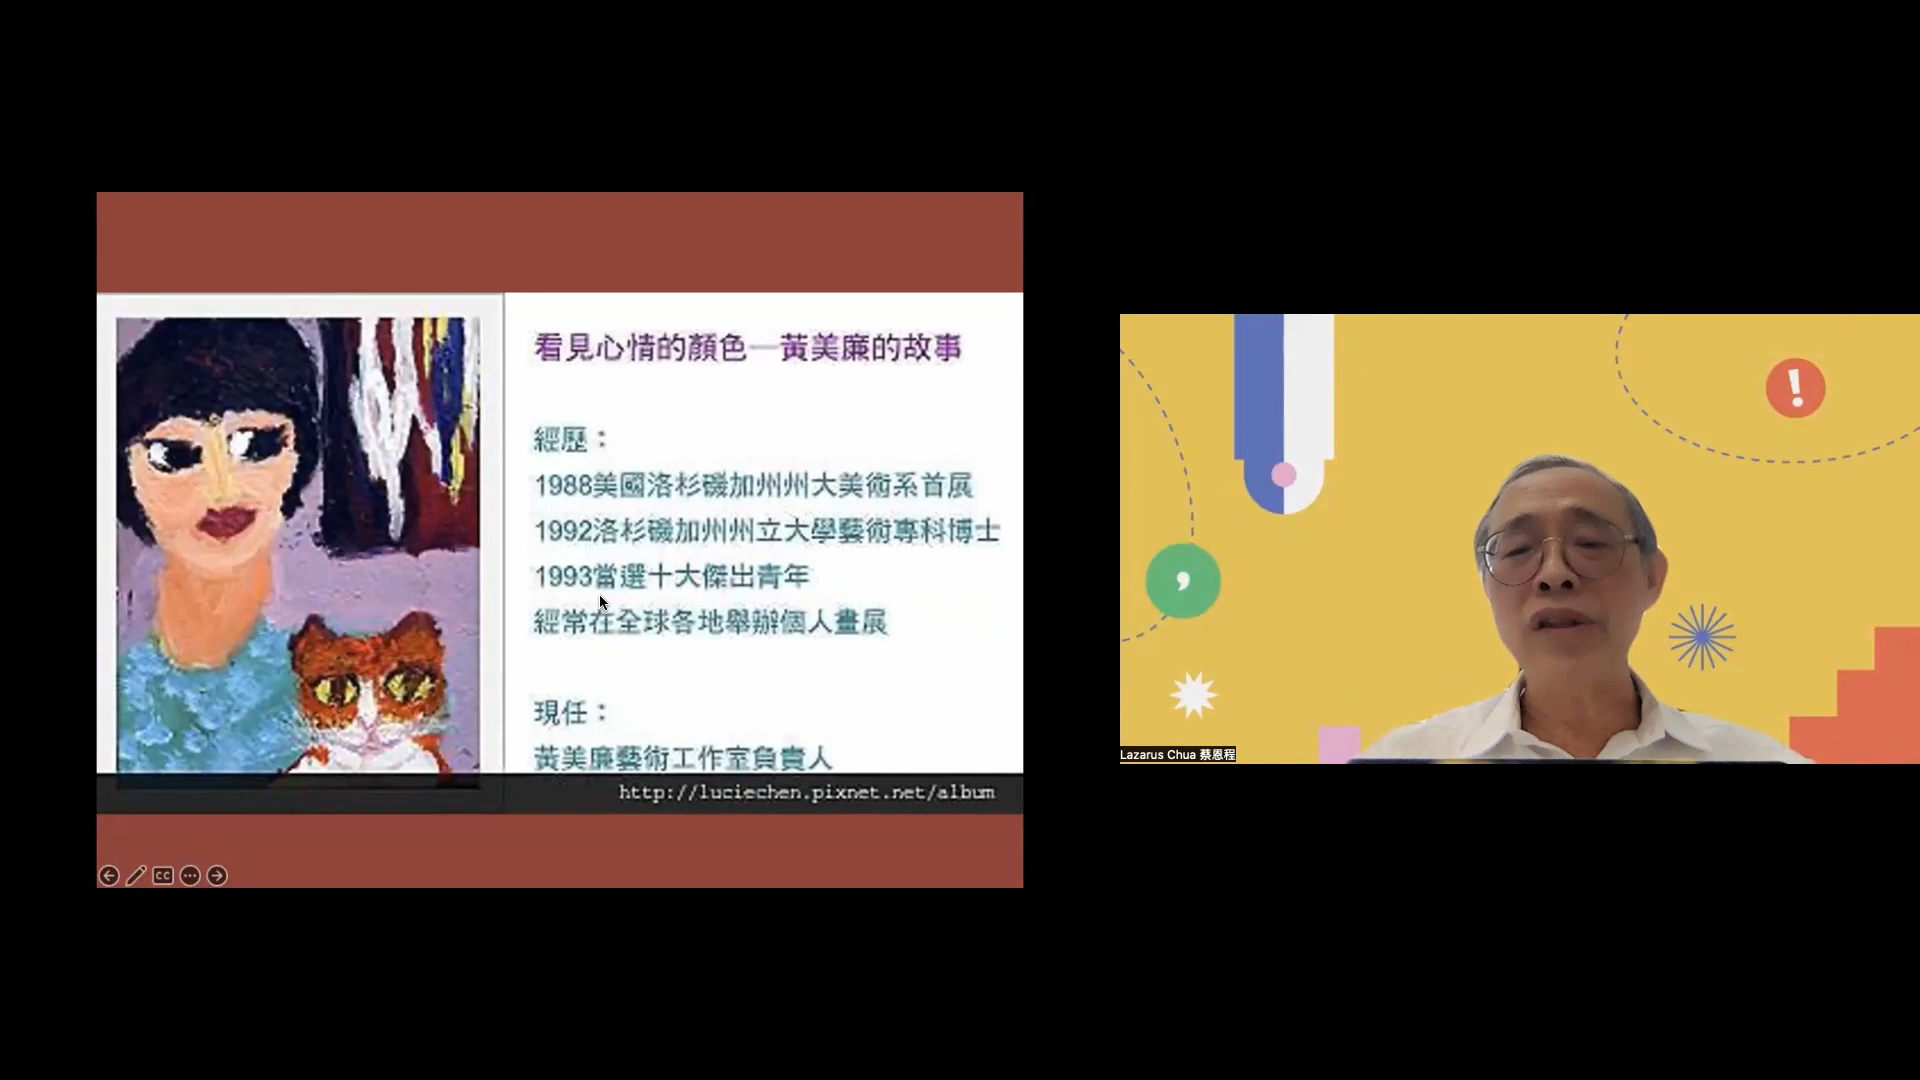 看見心情的顏色—黃美廉的故事
經歷：
1988美國洛杉磯加州州大美術系首展
1992洛杉磯加州州立大學藝術專科博士
1993當選十大傑出青年
經常在全球各地舉辦個人畫展
現任：
黃美廉藝術工作室負責人
http://luciechen.pixnet.net/album
CC
!
,
Lazarus Chua 蔡恩程